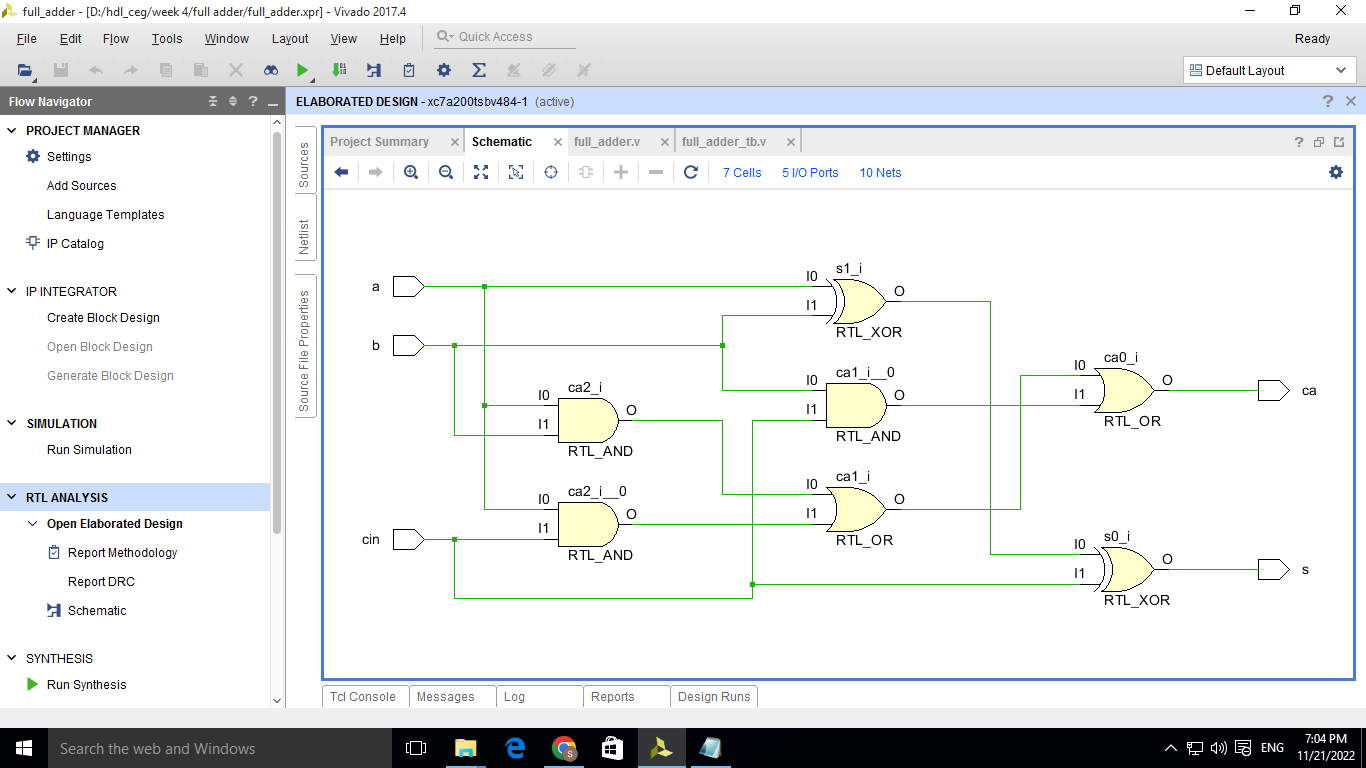 full_adder - [D:/hdl_ceg/week 4/full adder/full_adder.xpr] - Vivado 2017.4
File Edit Flow Tools Window Layout View Help Quick Access Ready
Default Layout
Flow Navigator
ELABORATED DESIGN - xc7a200tsbv484-1 (active)
PROJECT MANAGER
Settings
Add Sources
Language Templates
IP Catalog
IP INTEGRATOR
Create Block Design
Open Block Design
Generate Block Design
SIMULATION
Run Simulation
RTL ANALYSIS
Open Elaborated Design
Report Methodology
Report DRC
Schematic
SYNTHESIS
Run Synthesis
Sources
Netlist
Source File Properties
Project Summary Schematic full_adder.v full_adder_tb.v
7 Cells 5 I/O Ports 10 Nets
a
b
cin
ca2_i
I0
I1
O
RTL_AND
ca2_i__0
I0
I1
O
RTL_AND
s1_i
I0
I1
O
RTL_XOR
ca1_i__0
I0
I1
O
RTL_AND
ca1_i
I0
I1
O
RTL_OR
ca0_i
I0
I1
O
RTL_OR
ca
s0_i
I0
I1
O
RTL_XOR
s
Tcl Console Messages Log Reports Design Runs
Search the web and Windows
ENG
7:04 PM
11/21/2022